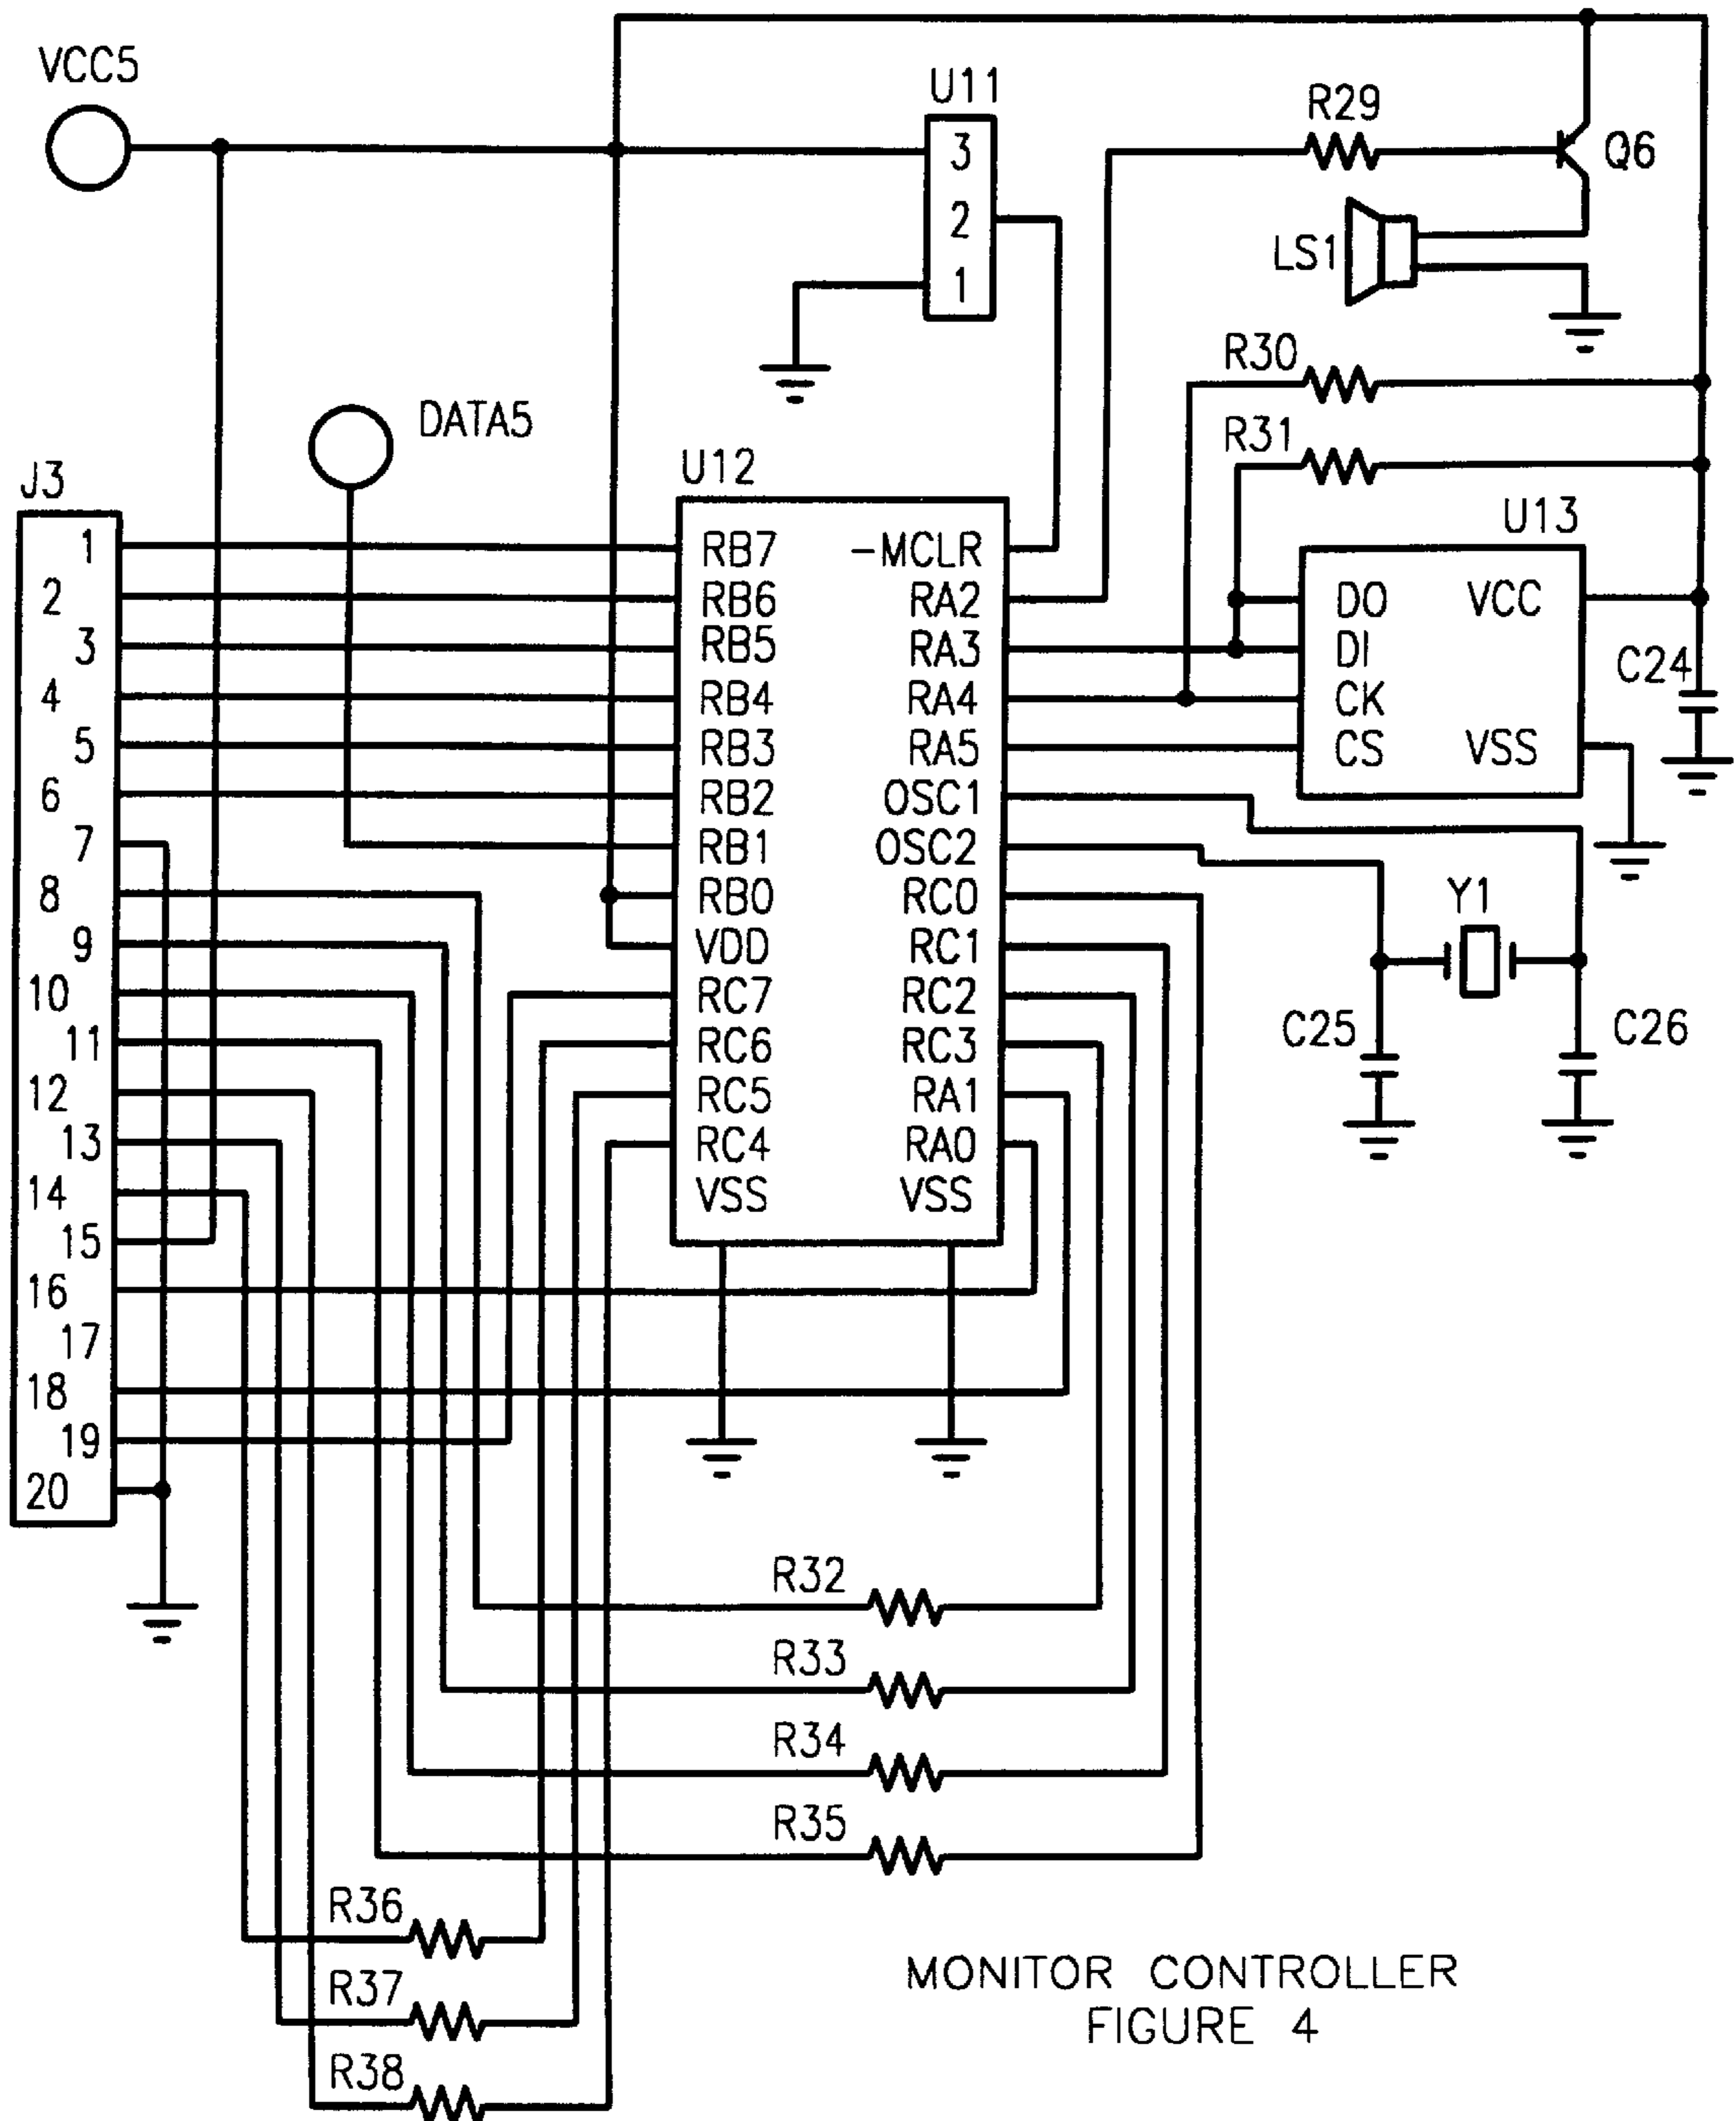 VCC5
U11
3
2
1
R29
Q6
LS1
R30
R31
DATA5
J3
1
2
3
4
5
6
7
8
9
10
11
12
13
14
15
16
17
18
19
20
U12
RB7
RB6
RB5
RB4
RB3
RB2
RB1
RB0
VDD
RC7
RC6
RC5
RC4
VSS
-MCLR
RA2
RA3
RA4
RA5
OSC1
OSC2
RC0
RC1
RC2
RC3
RA1
RA0
VSS
U13
DO
DI
CK
CS
VCC
VSS
C24
Y1
C25
C26
R32
R33
R34
R35
R36
R37
R38
MONITOR CONTROLLER
FIGURE 4